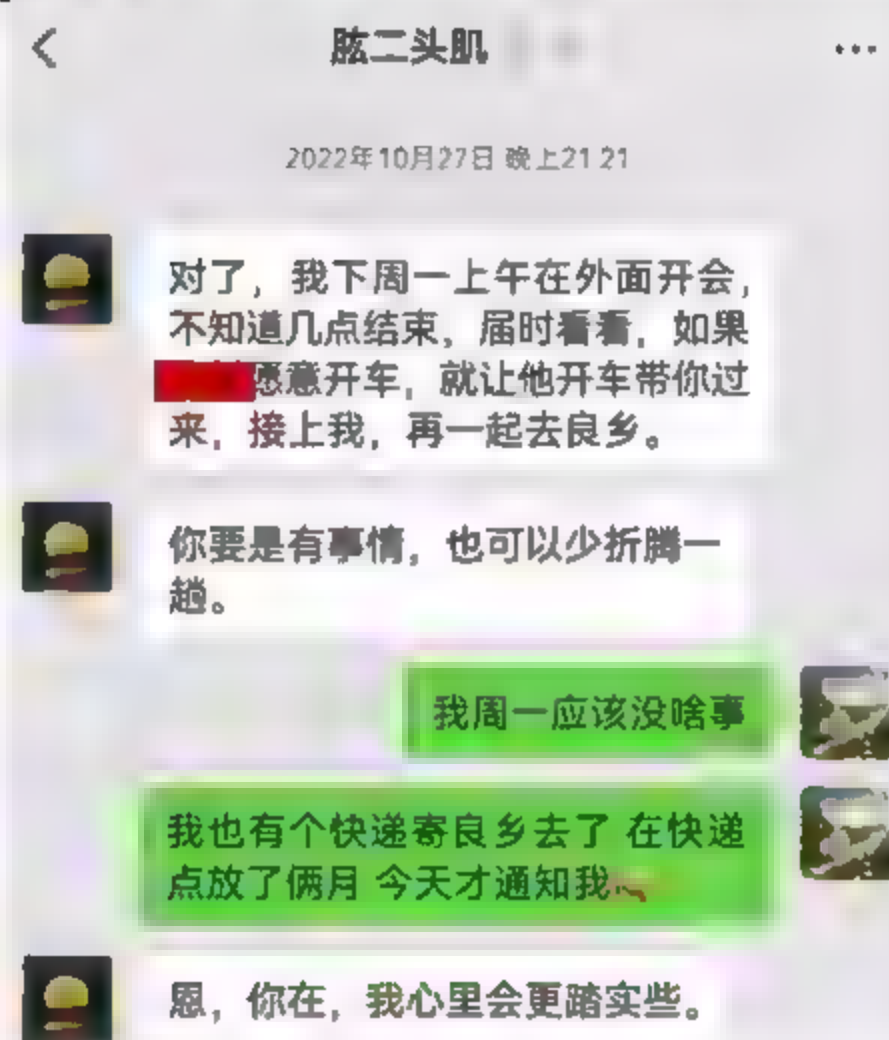 肱二头肌
2022年10月27日 晚上21 21
对了，我下周一上午在外面开会，
不知道几点结束，届时看看，如果
愿意开车，就让他开车带你过
来，接上我，再一起去良乡。
你要是有事情，也可以少折腾一
趟。
我周一应该没啥事
我也有个快递寄良乡去了 在快递
点放了俩月 今天才通知我
恩，你在，我心里会更踏实些。